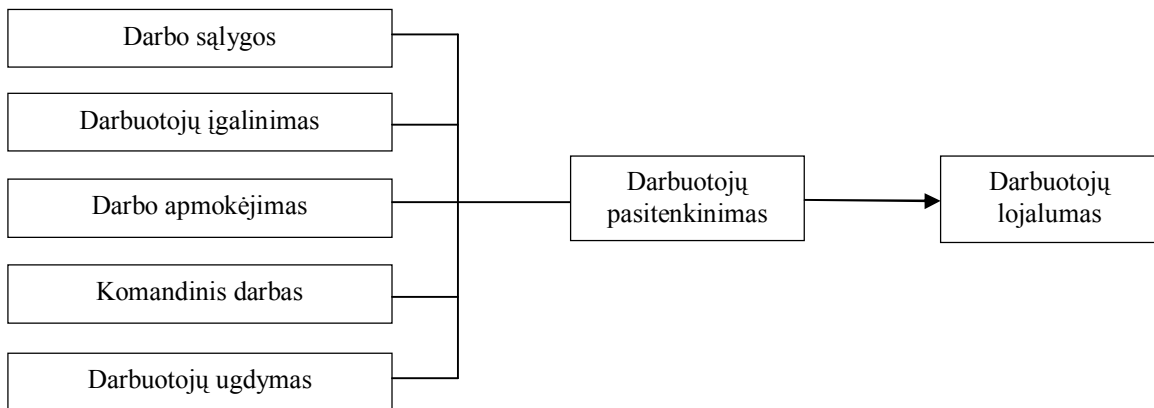 Darbo sąlygos
Darbuotojų įgalinimas
Darbo apmokėjimas
Komandinis darbas
Darbuotojų ugdymas
Darbuotojų
pasitenkinimas
Darbuotojų
lojalumas